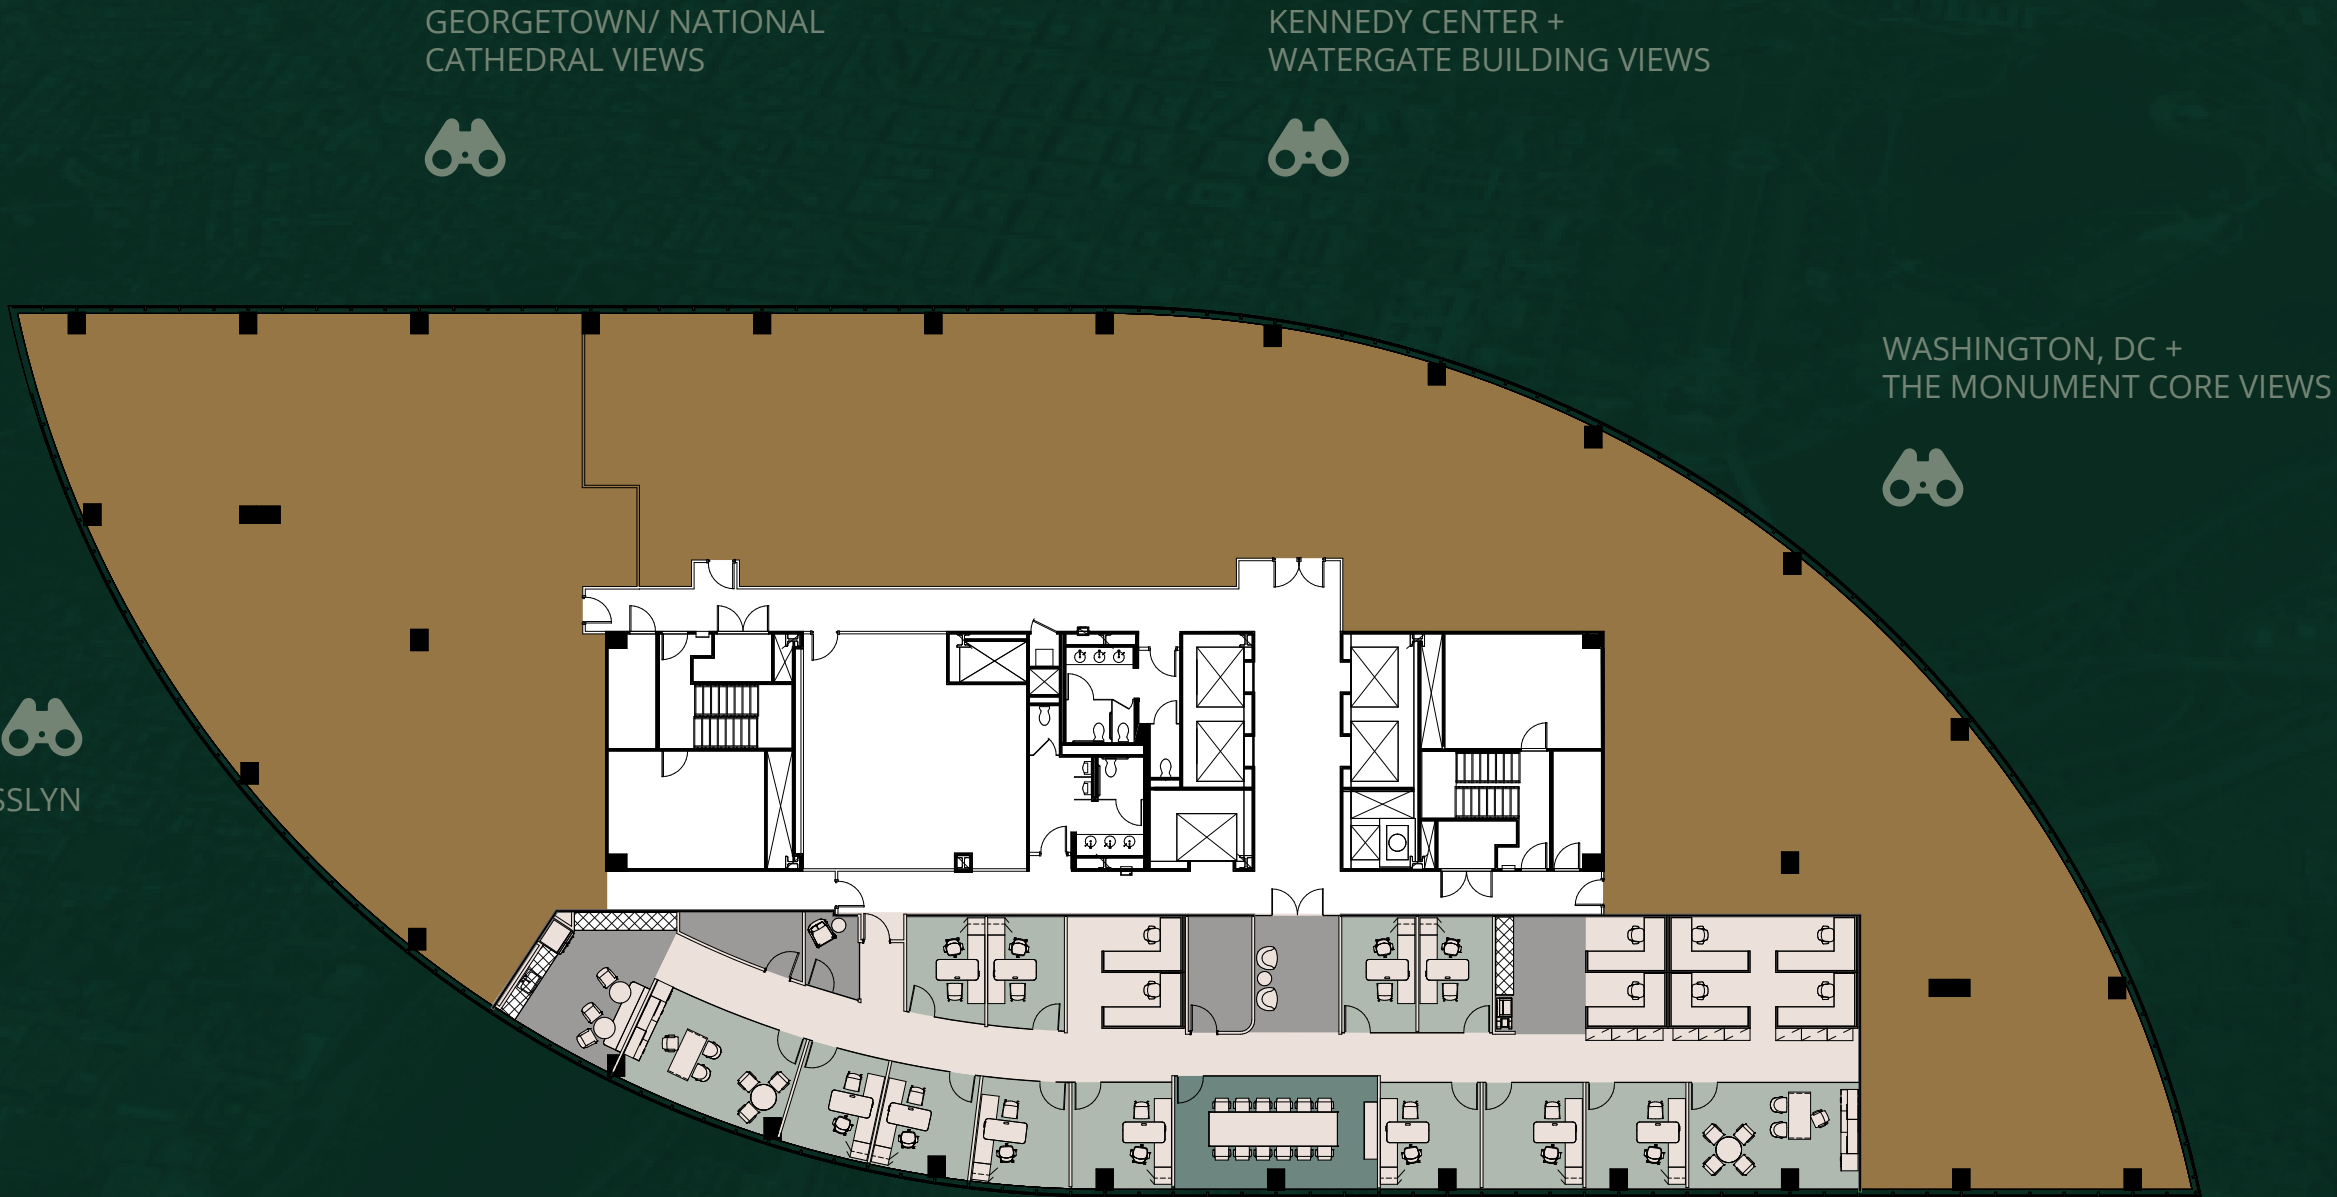 GEORGETOWN/ NATIONAL
CATHEDRAL VIEWS
KENNEDY CENTER +
WATERGATE BUILDING VIEWS
WASHINGTON, DC +
THE MONUMENT CORE VIEWS
SSLYN